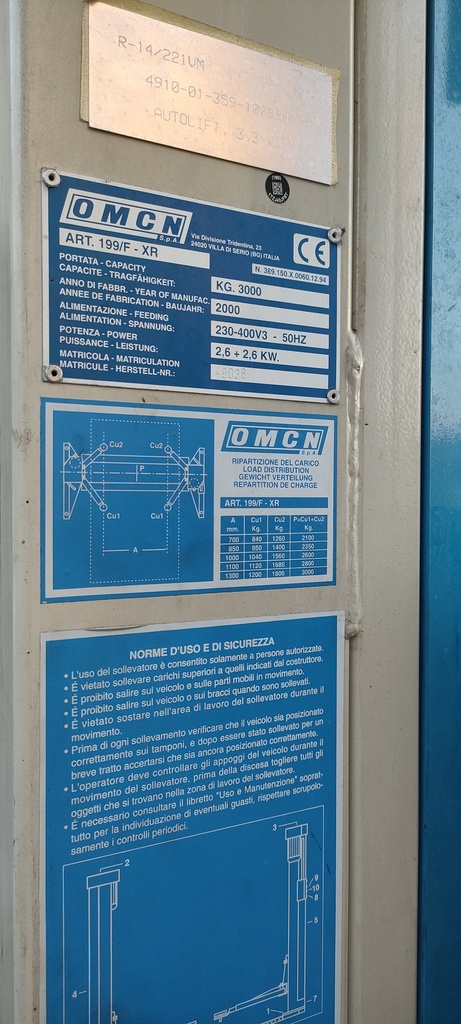 R-14/221VM
4910-01-359-
AUTOLIFT, 3,5
OMCN
S.p.A.
Via Divisione Tridentina, 23
24020 VILLA DI SERIO (BG) ITALIA
CE
ART. 199/F - XR
N. 389.150.X.0060.12.94
PORTATA - CAPACITY
CAPACITE - TRAGFÄHIGKEIT:
KG. 3000
ANNO DI FABBR. - YEAR OF MANUFAC.
ANNEE DE FABRICATION - BAUJAHR:
2000
ALIMENTAZIONE - FEEDING
ALIMENTATION - SPANNUNG:
230-400V3 - 50HZ
POTENZA - POWER
PUISSANCE - LEISTUNG:
2,6 + 2,6 KW.
MATRICOLA - MATRICULATION
MATRICULE - HERSTELL-NR.:
Cu2 Cu2
P
Cu1 Cu1
A
OMCN
S.p.A.
RIPARTIZIONE DEL CARICO
LOAD DISTRIBUTION
GEWICHT VERTEILUNG
REPARTITION DE CHARGE
ART. 199/F - XR
A mm. Cu1 Kg. Cu2 Kg. P=Cu1+Cu2 Kg.
700 840 1260 2100
850 950 1400 2350
1000 1040 1560 2600
1100 1120 1680 2800
1300 1200 1800 3000
NORME D'USO E DI SICUREZZA
• L'uso del sollevatore è consentito solamente a persone autorizzate.
• É vietato sollevare carichi superiori a quelli indicati dal costruttore.
• É proibito salire sul veicolo e sulle parti mobili in movimento.
• É proibito salire sul veicolo o sui bracci quando sono sollevati.
• É vietato sostare nell'area di lavoro del sollevatore durante il
movimento.
• Prima di ogni sollevamento verificare che il veicolo sia posizionato
correttamente sui tamponi, e dopo essere stato sollevato per un
breve tratto accertarsi che sia ancora posizionato correttamente.
• L'operatore deve controllare gli appoggi del veicolo durante il
movimento del sollevatore, prima della discesa togliere tutti gli
oggetti che si trovano nella zona di lavoro del sollevatore.
• É necessario consultare il libretto "Uso e Manutenzione" soprat-
tutto per la individuazione di eventuali guasti, rispettare scrupolo-
samente i controlli periodici.
2
3
9
10
8
5
4
1
7